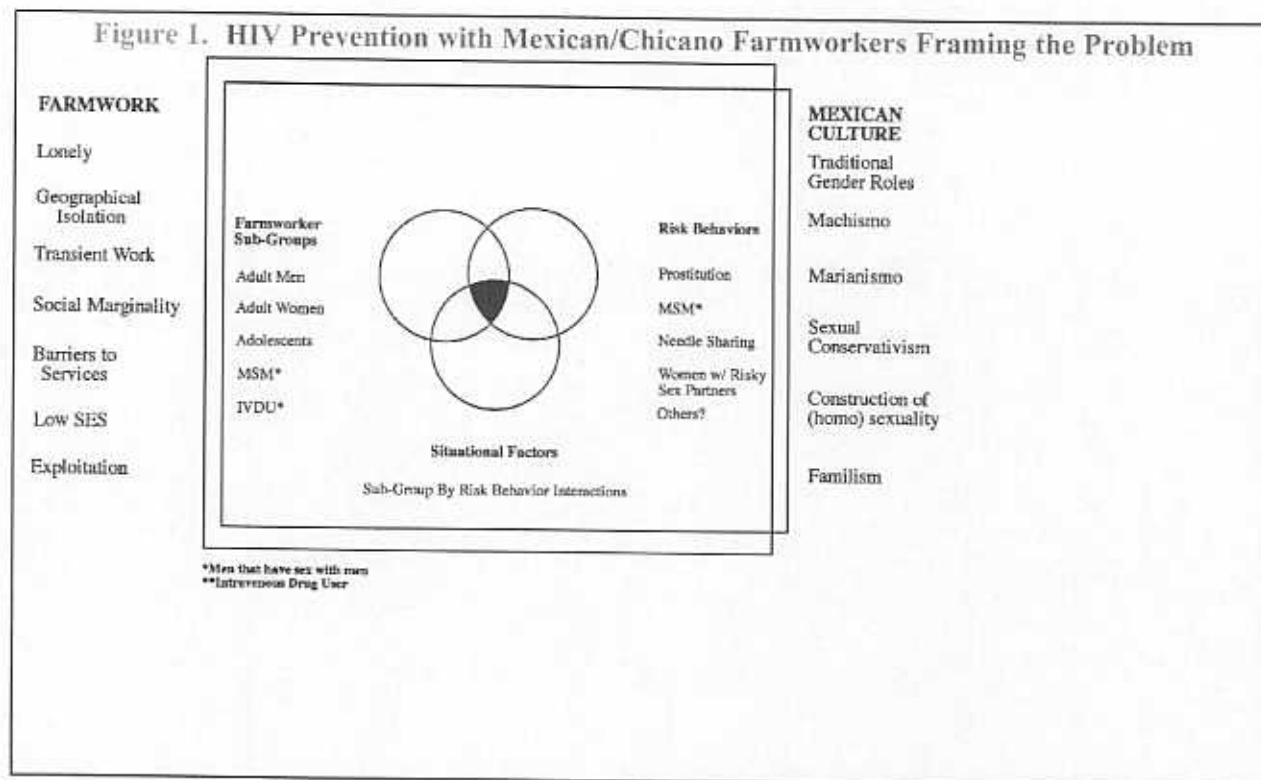 Figure 1. HIV Prevention with Mexican/Chicano Farmworkers Framing the Problem
FARMWORK
Lonely
Geographical
Isolation
Transient Work
Social Marginality
Barriers to
Services
Low SES
Exploitation
Farmworker
Sub-Groups
Adult Men
Adult Women
Adolescents
MSM*
IVDU*
Situational Factors
Sub-Group By Risk Behavior Interactions
Risk Behaviors
Prostitution
MSM*
Needle Sharing
Women w/ Risky
Sex Partners
Others?
MEXICAN
CULTURE
Traditional
Gender Roles
Machismo
Marianismo
Sexual
Conservativism
Construction of
(homo) sexuality
Familism
*Men that have sex with men
**Intravenous Drug User